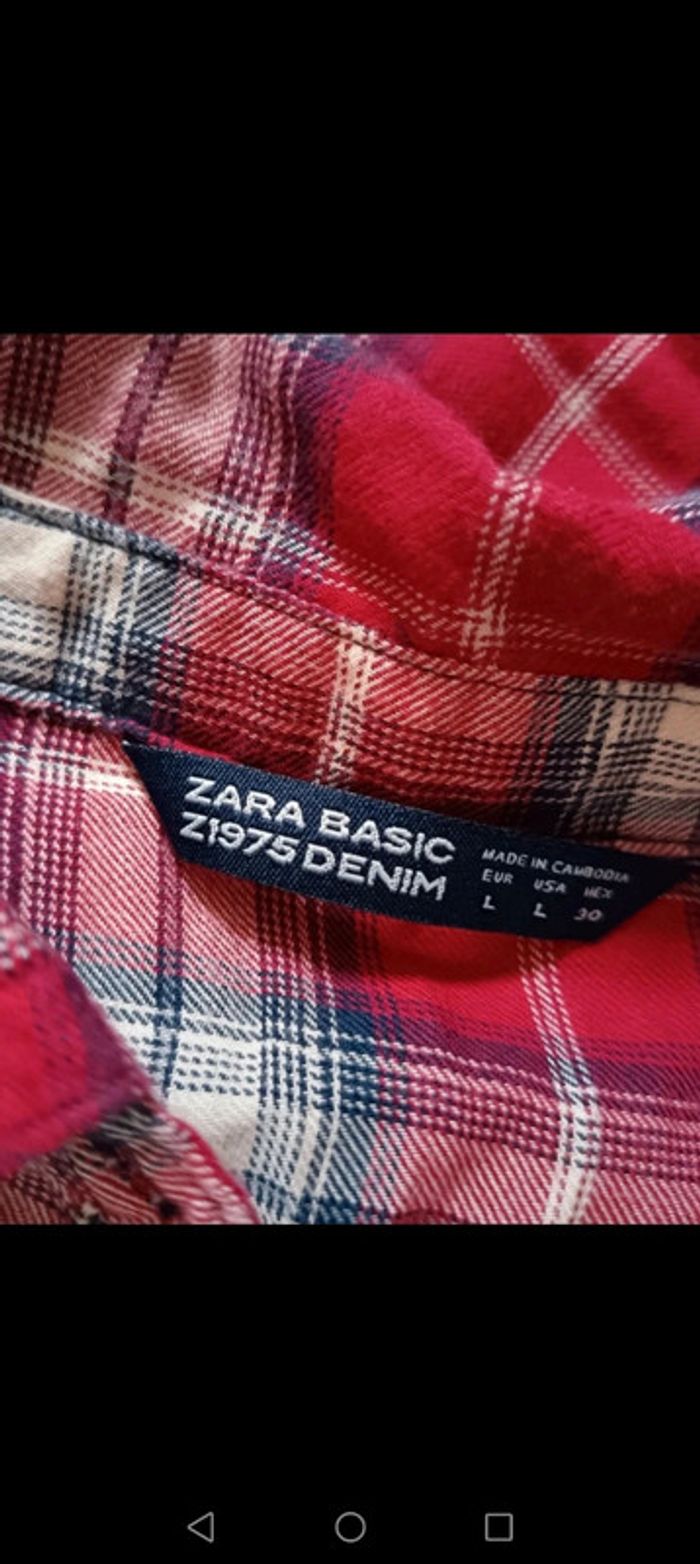 ZARA BASIC
Z1975 DENIM
MADE IN CAMBODIA
EUR USA MEX
L L 30